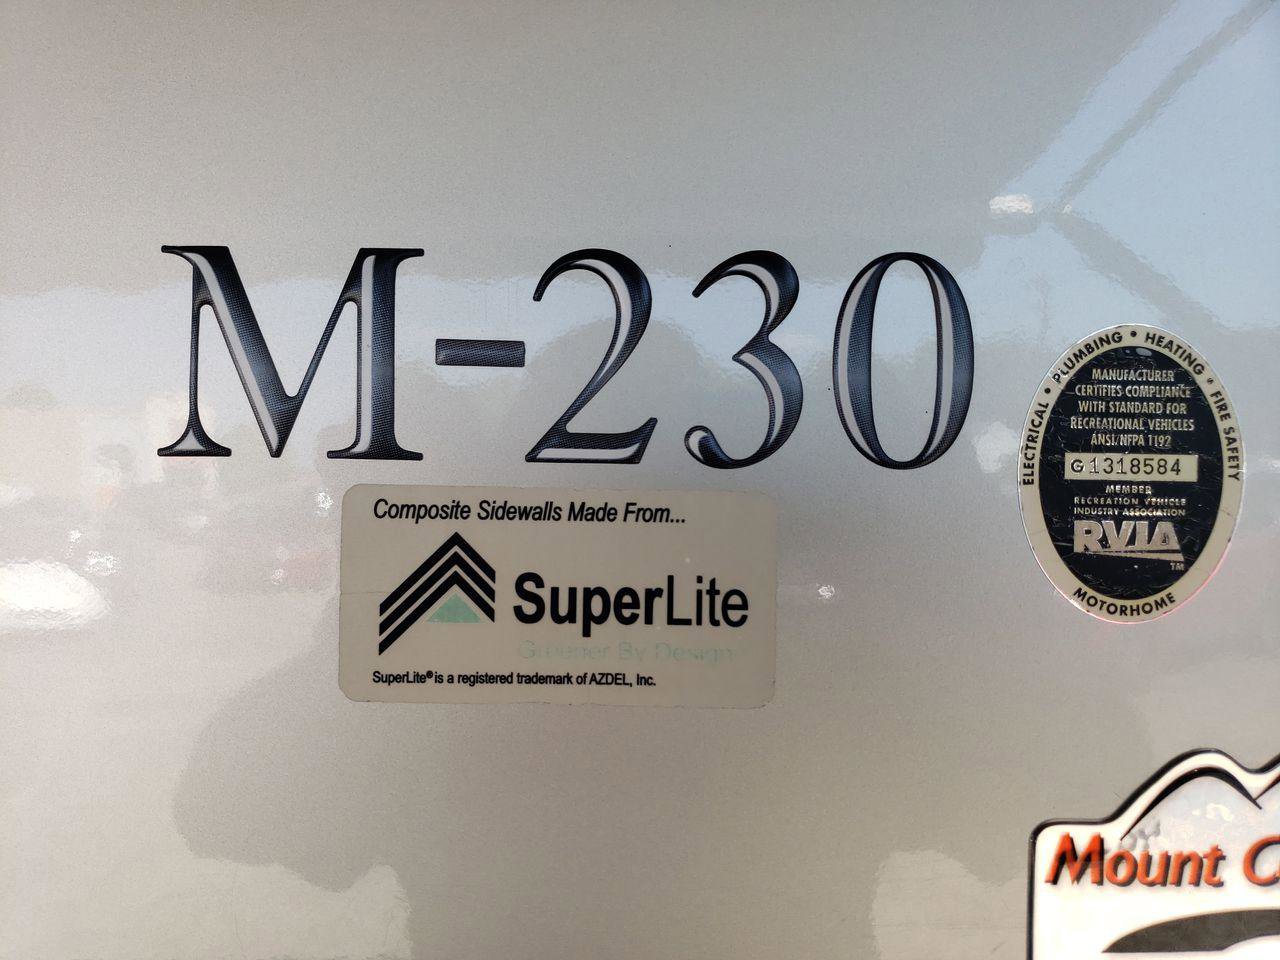 M-230
Composite Sidewalls Made From...
SuperLite
Greener By Design
SuperLite® is a registered trademark of AZDEL, Inc.
ELECTRICAL • PLUMBING • HEATING • FIRE SAFETY
MANUFACTURER
CERTIFIES COMPLIANCE
WITH STANDARD FOR
RECREATIONAL VEHICLES
ANSI/NFPA 1192
G 1318584
MEMBER
RECREATION VEHICLE
INDUSTRY ASSOCIATION
RVIA
TM
MOTORHOME
Mount